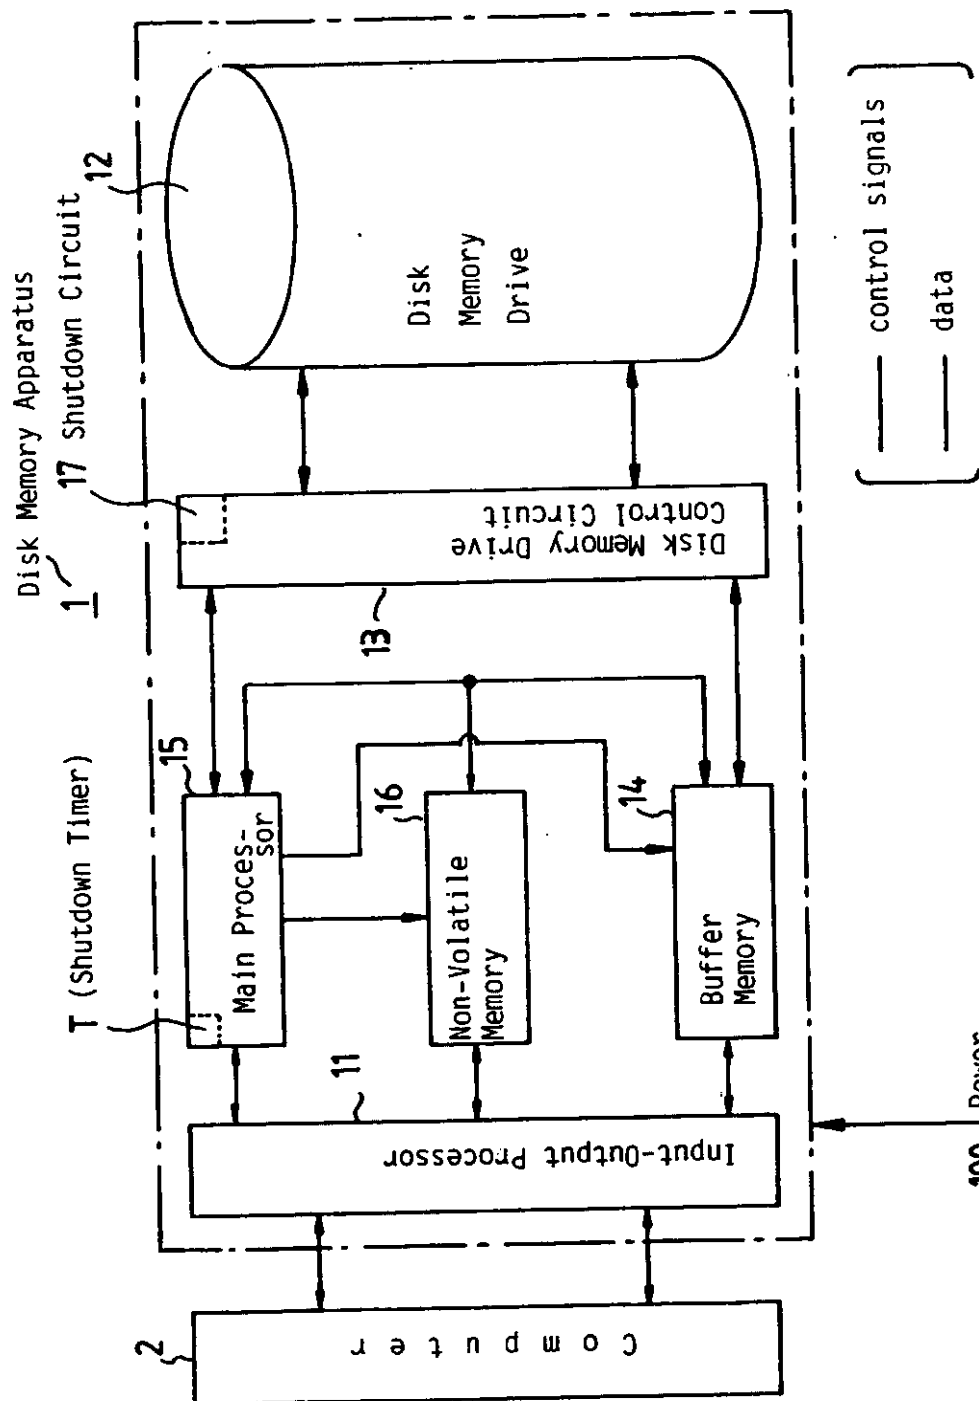 Disk Memory Apparatus
1
17 Shutdown Circuit
12
T (Shutdown Timer)
15
Main Proces-
sor
16
Non-Volatile
Memory
14
Buffer
Memory
11
Input-Output Processor
2
Computer
13
Disk Memory Drive
Control Circuit
Disk
Memory
Drive
100 Power
control signals
data